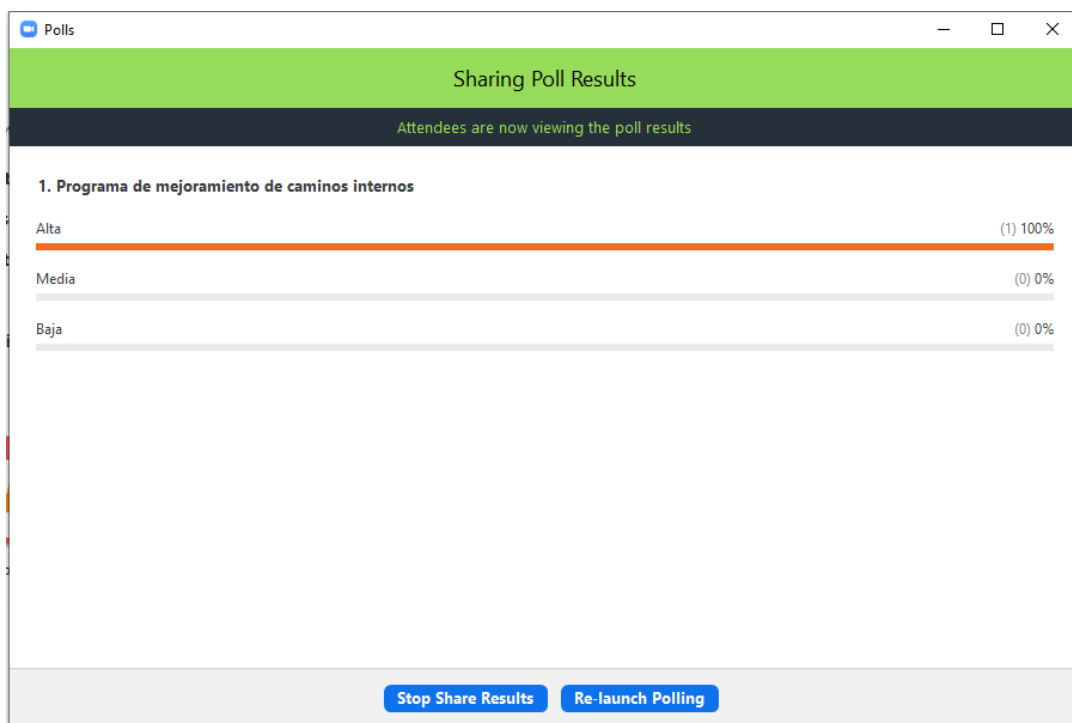 Polls
Sharing Poll Results
Attendees are now viewing the poll results
1. Programa de mejoramiento de caminos internos
Alta (1) 100%
Media (0) 0%
Baja (0) 0%
Stop Share Results Re-launch Polling